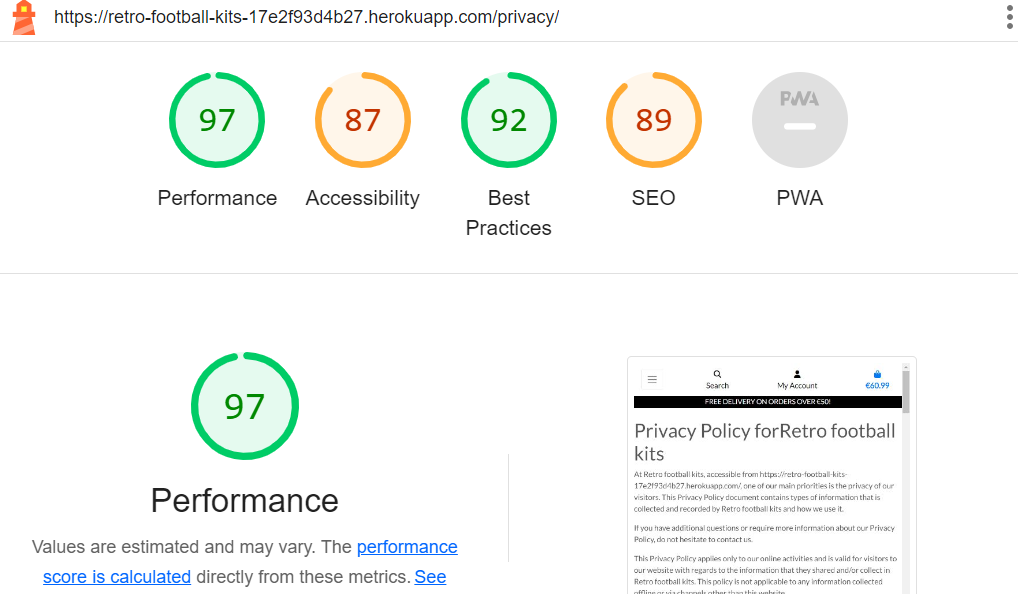 https://retro-football-kits-17e2f93d4b27.herokuapp.com/privacy/
97
87
92
89
PWA
Performance
Accessibility
Best
Practices
SEO
PWA
97
Performance
Values are estimated and may vary. The performance
score is calculated directly from these metrics. See
Search
My Account
€60.99
FREE DELIVERY ON ORDERS OVER €50!
Privacy Policy forRetro football
kits
At Retro football kits, accessible from https://retro-football-kits-
17e2f93d4b27.herokuapp.com/, one of our main priorities is the privacy of our
visitors. This Privacy Policy document contains types of information that is
collected and recorded by Retro football kits and how we use it.
If you have additional questions or require more information about our Privacy
Policy, do not hesitate to contact us.
This Privacy Policy applies only to our online activities and is valid for visitors to
our website with regards to the information that they shared and/or collect in
Retro football kits. This policy is not applicable to any information collected
offline or via channels other than this website.